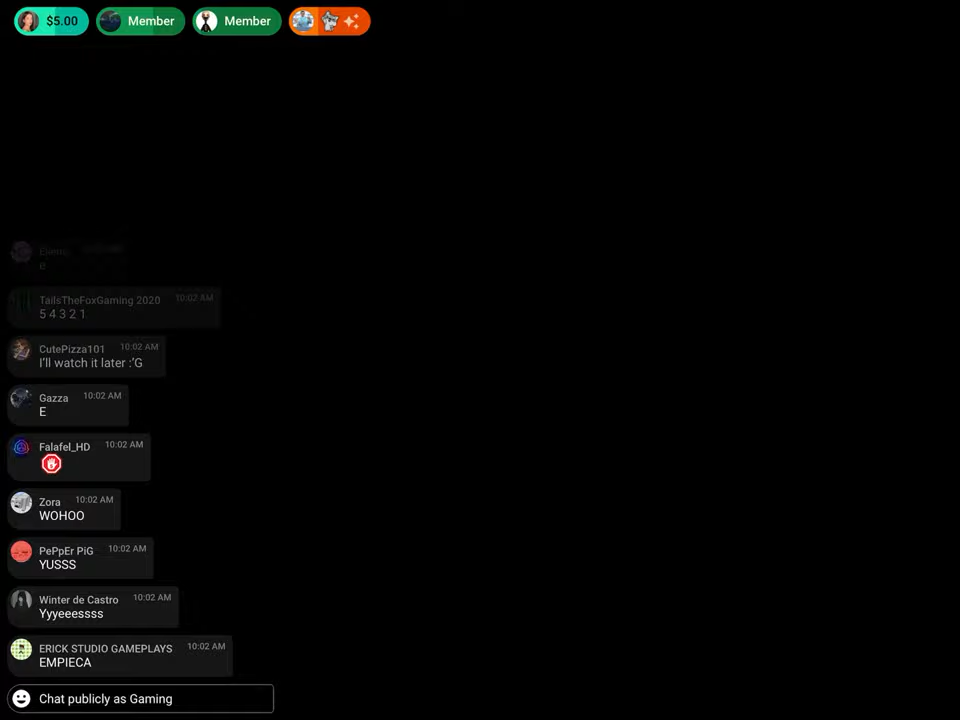 $5.00 Member Member
e
TailsTheFoxGaming 2020 10:02 AM
5 4 3 2 1
CutePizza101 10:02 AM
I'll watch it later :'G
Gazza 10:02 AM
E
Falafel_HD 10:02 AM
Zora 10:02 AM
WOHOO
PePpEr PiG 10:02 AM
YUSSS
Winter de Castro 10:02 AM
Yyyeeessss
ERICK STUDIO GAMEPLAYS 10:02 AM
EMPIECA
Chat publicly as Gaming